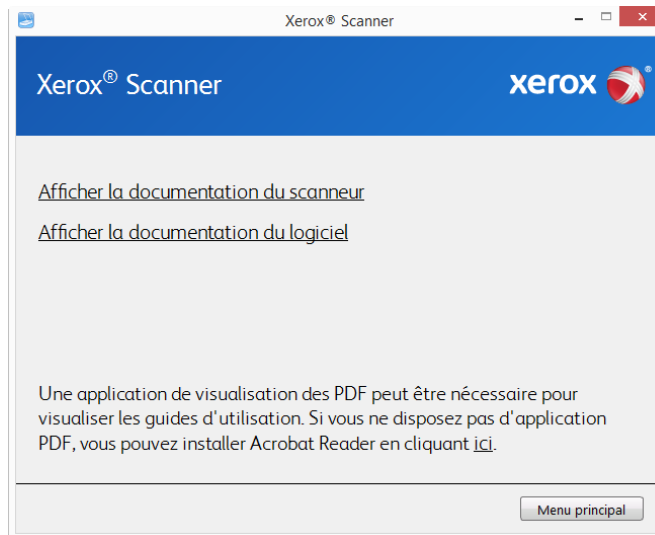 Xerox® Scanner
Xerox® Scanner
xerox ®
Afficher la documentation du scanneur
Afficher la documentation du logiciel
Une application de visualisation des PDF peut être nécessaire pour
visualiser les guides d'utilisation. Si vous ne disposez pas d'application
PDF, vous pouvez installer Acrobat Reader en cliquant ici.
Menu principal